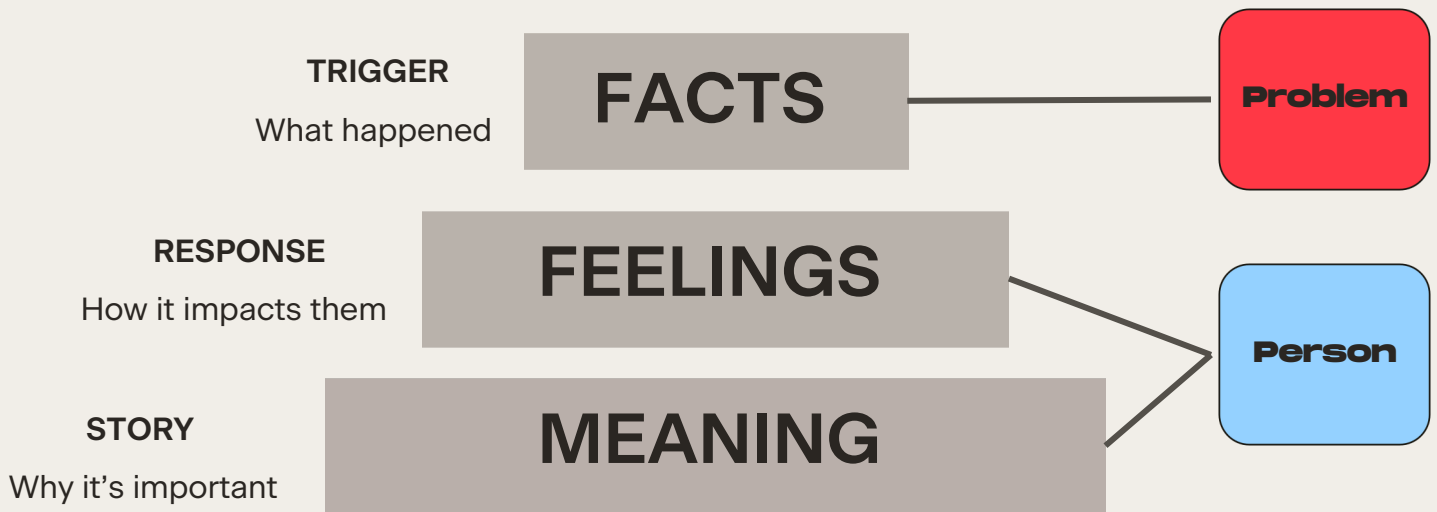 TRIGGER
What happened
FACTS
Problem
RESPONSE
How it impacts them
FEELINGS
Person
STORY
Why it’s important
MEANING